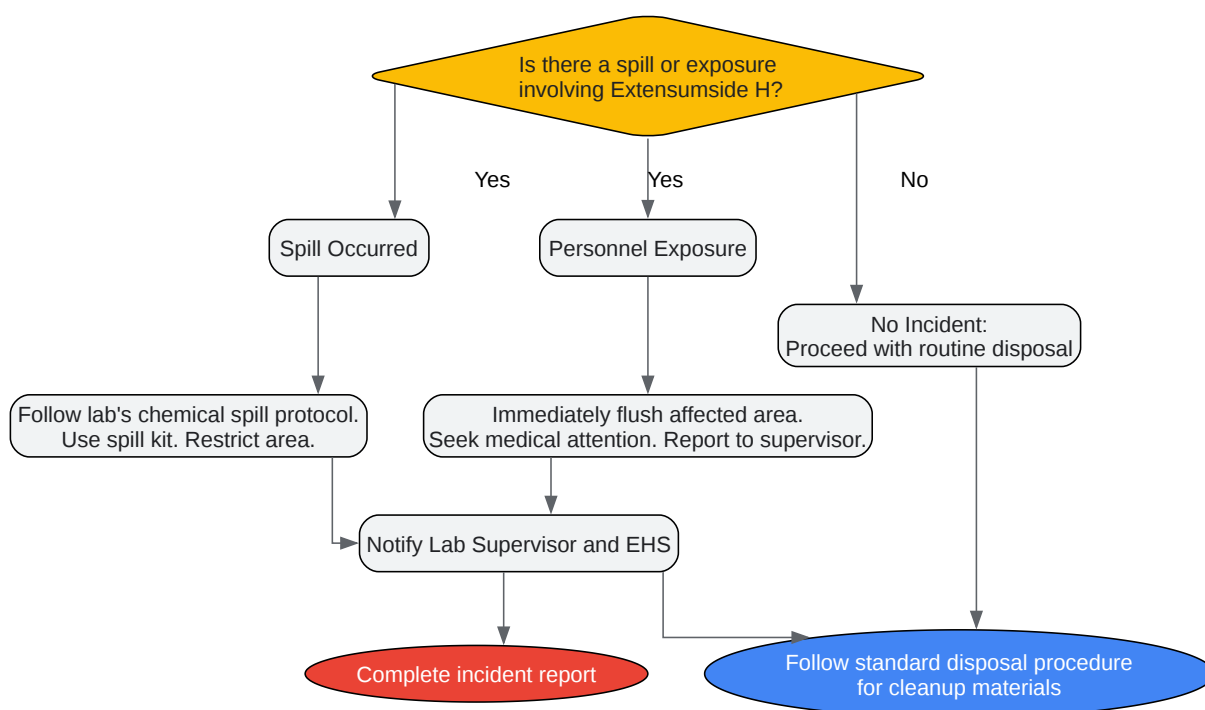 Is there a spill or exposure
involving Extensumside H?
Yes
Yes
No
Spill Occurred
Personnel Exposure
No Incident:
Proceed with routine disposal
Follow lab's chemical spill protocol.
Use spill kit. Restrict area.
Immediately flush affected area.
Seek medical attention. Report to supervisor.
Notify Lab Supervisor and EHS
Complete incident report
Follow standard disposal procedure
for cleanup materials